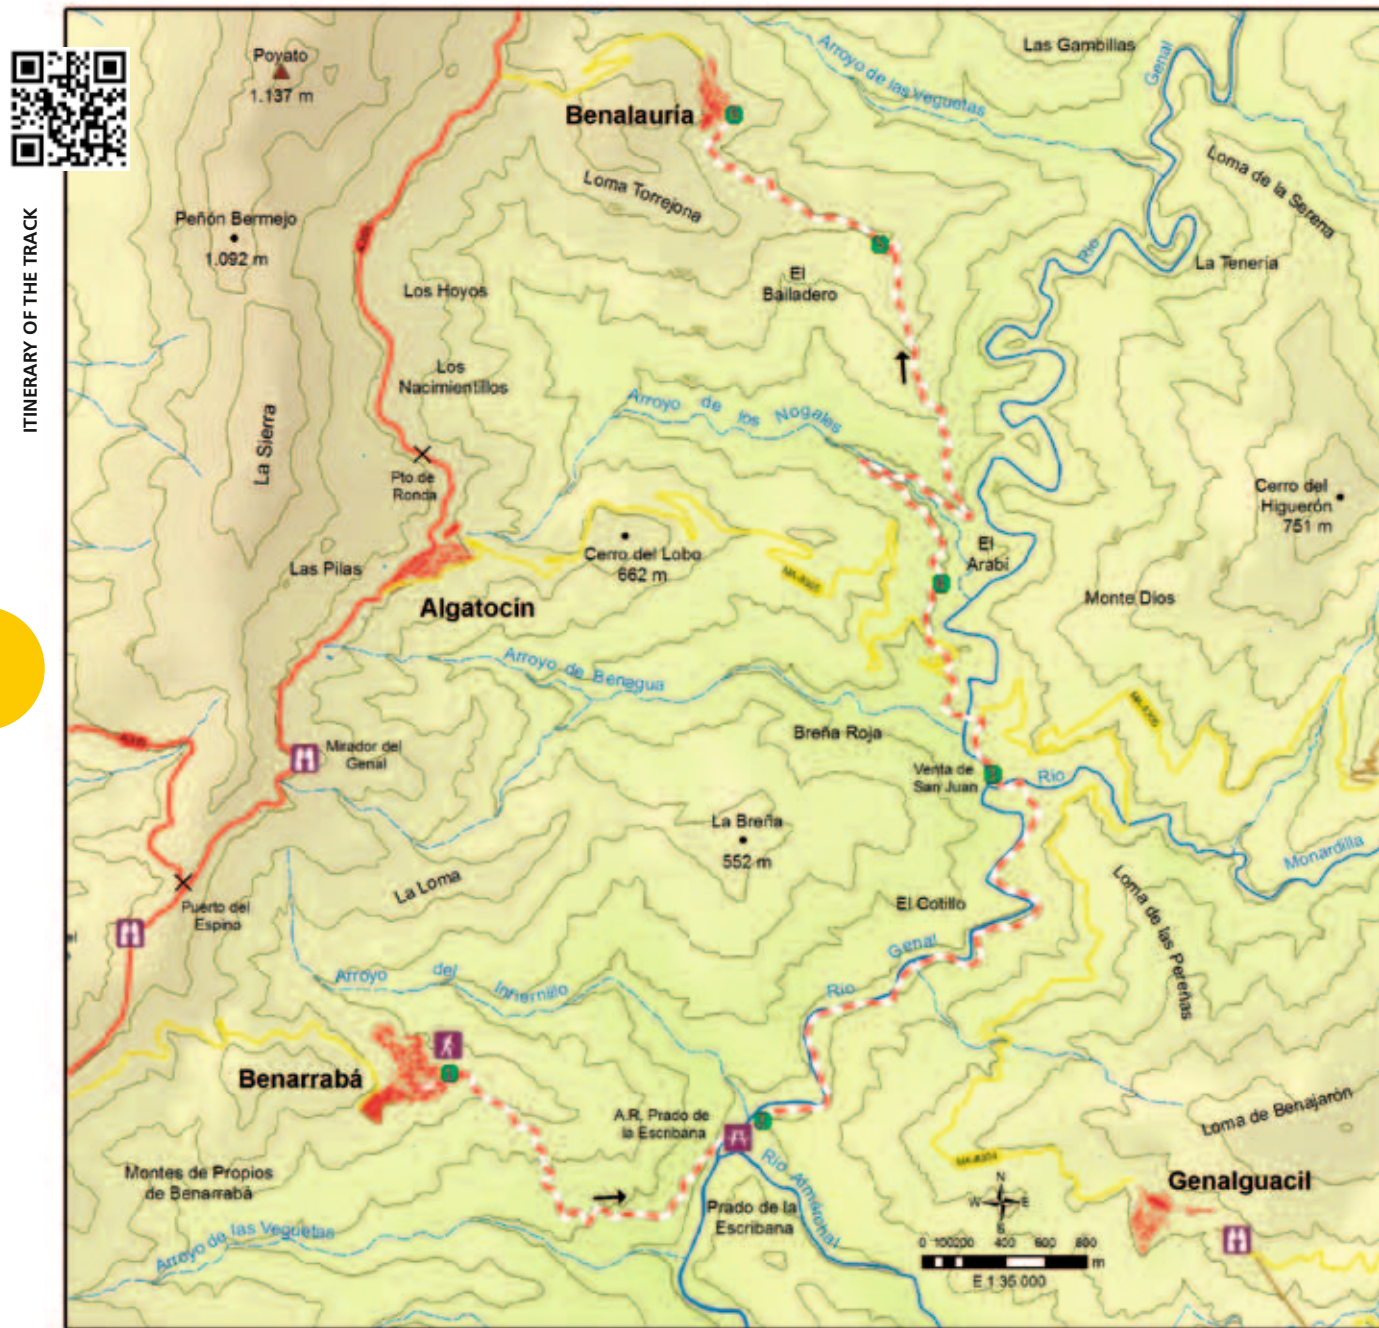 ITINERARY OF THE TRACK
Poyato
1.137 m
Benalauría
Arroyo de las Veguetas
Las Gambillas
Genal
Loma de la Serena
Loma Torrejona
Peñón Bermejo
1.092 m
Río
La Tenería
El
Bailadero
Los Hoyos
Los
Nacimientillos
Arroyo de los Nogales
La Sierra
Pto de
Ronda
Cerro del
Higuerón
751 m
El
Arabí
Cerro del Lobo
662 m
Las Pilas
Algatocín
Monte Dios
Arroyo de Benagua
Breña Roja
Mirador del
Genal
Venta de
San Juan
Río
Monardilla
La Breña
552 m
La Loma
Loma de las Pereñas
El Cotillo
Puerto del
Espino
Genal
Río
Arroyo del Infiernillo
Benarrabá
A.R. Prado de
la Escribana
Loma de Benajarón
Río Almárchal
Montes de Propios
de Benarrabá
Genalguacil
Prado de la
Escribana
Arroyo de las Veguetas
N
W E
S
0 100200 400 600 800
m
E 1:35 000